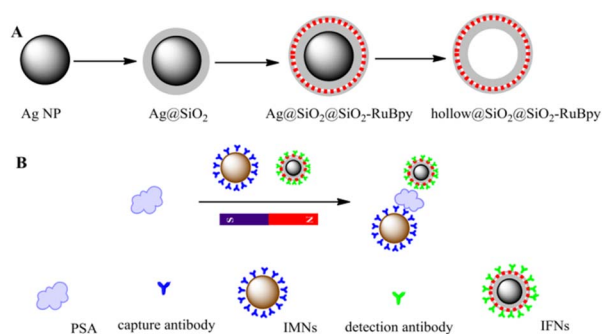 A
Ag NP
Ag@SiO₂
Ag@SiO₂@SiO₂-RuBpy
hollow@SiO₂@SiO₂-RuBpy
B
S
N
PSA
capture antibody
IMNs
detection antibody
IFNs